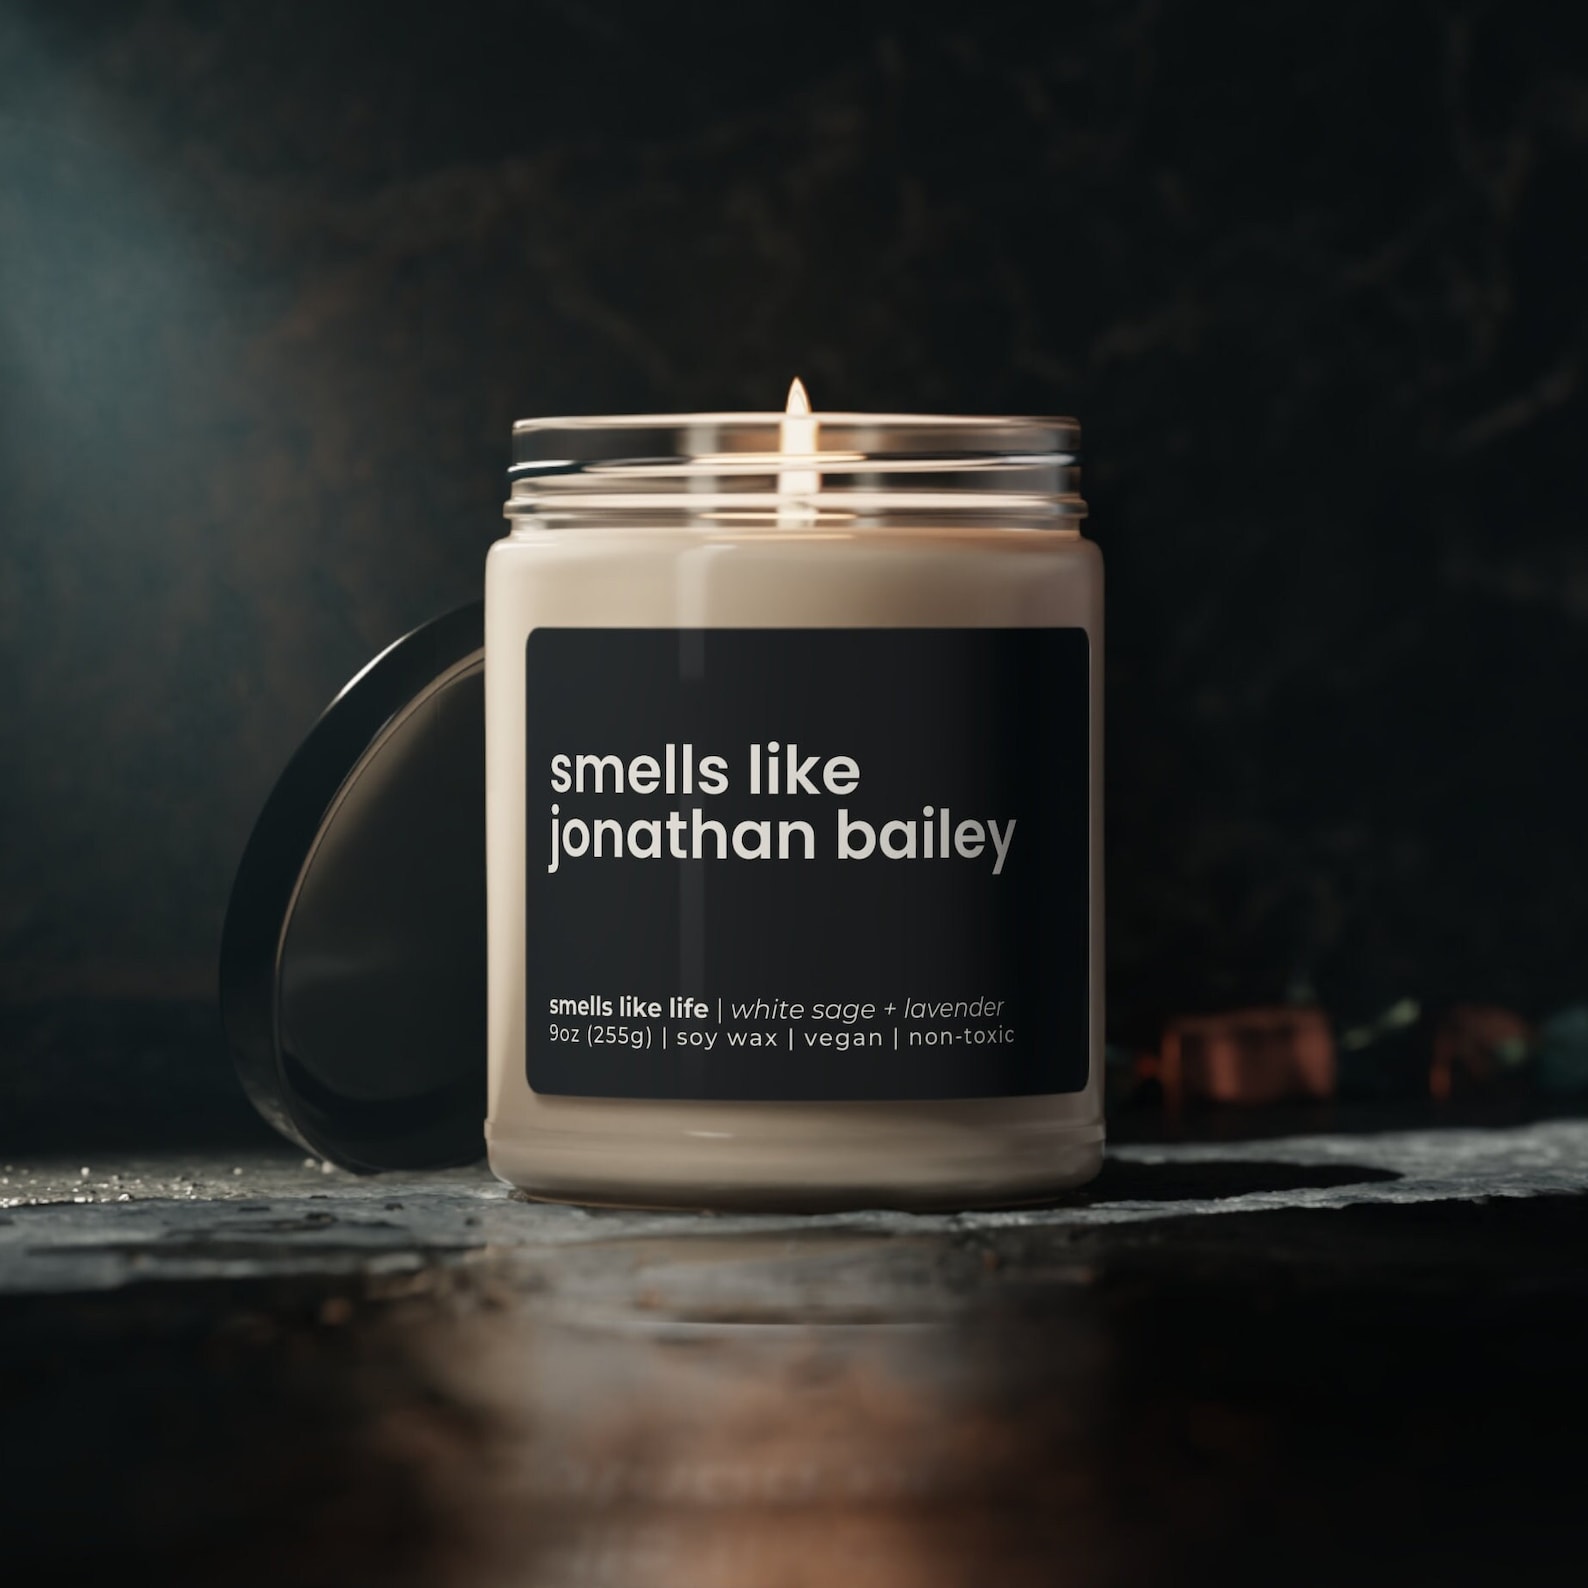 smells like
jonathan bailey
smells like life | white sage + lavender
9oz (255g) | soy wax | vegan | non-toxic